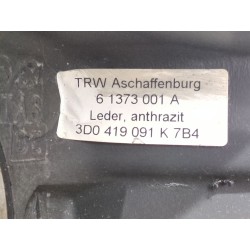 TRW Aschaffenburg
6 1373 001 A
Leder, anthrazit
3D0 419 091 K 7B4